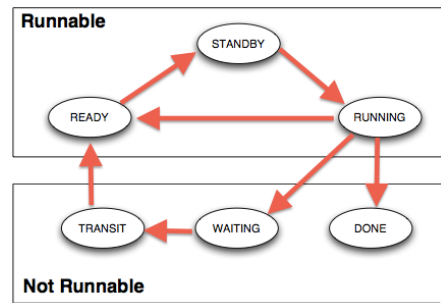 Runnable
STANDBY
READY
RUNNING
TRANSIT
WAITING
DONE
Not Runnable